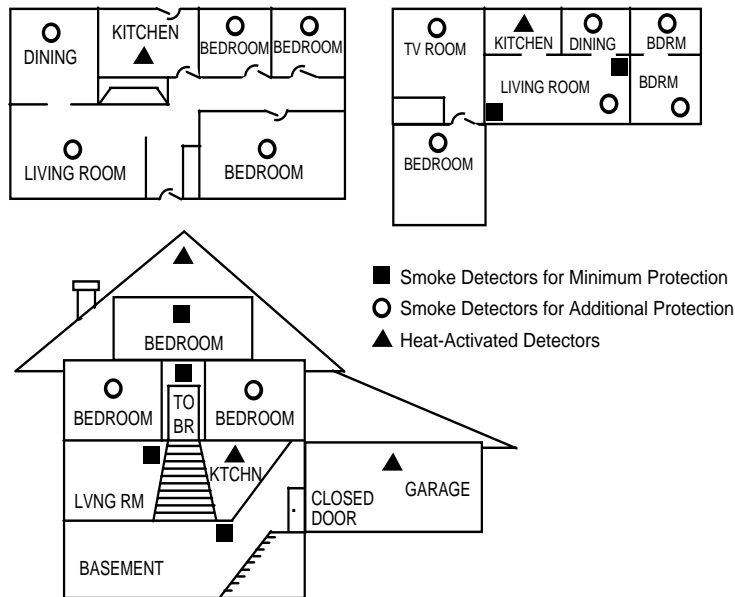 DINING
KITCHEN
BEDROOM
BEDROOM
LIVING ROOM
BEDROOM
TV ROOM
KITCHEN
DINING
BDRM
LIVING ROOM
BDRM
BEDROOM
Smoke Detectors for Minimum Protection
Smoke Detectors for Additional Protection
Heat-Activated Detectors
BEDROOM
BEDROOM
TO
BR
BEDROOM
LVNG RM
KTCHN
CLOSED
DOOR
GARAGE
BASEMENT